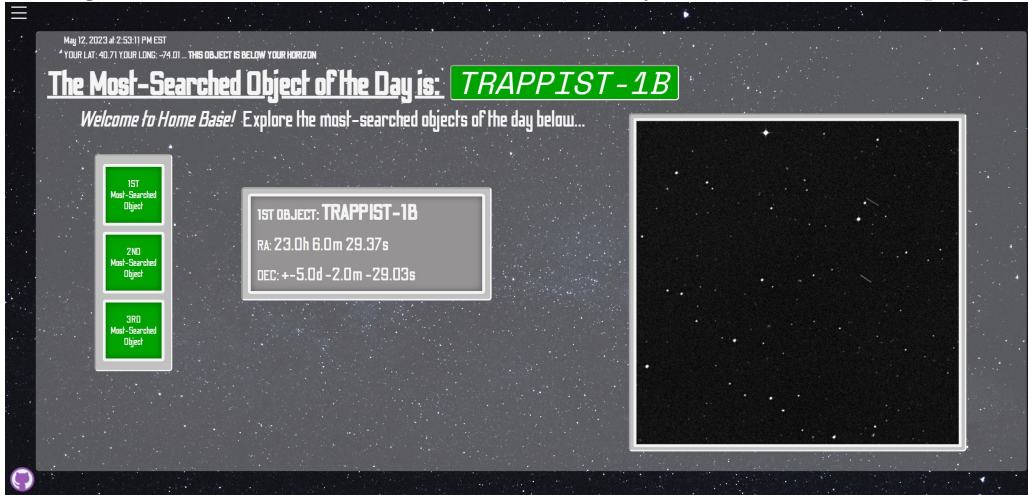 May 12, 2023 at 2:53:11 PM EST
YOUR LAT: 40.71 YOUR LONG: -74.01 ... THIS OBJECT IS BELOW YOUR HORIZON
The Most-Searched Object of the Day is: TRAPPIST-1B
Welcome to Home Base! Explore the most-searched objects of the day below...
1ST
Most-Searched
Object
2ND
Most-Searched
Object
3RD
Most-Searched
Object
1ST OBJECT: TRAPPIST-1B
RA: 23.0h 6.0m 29.37s
DEC: +-5.0d -2.0m -29.03s